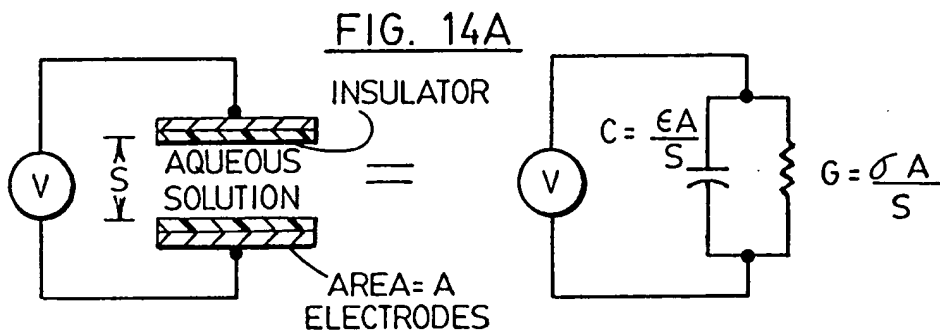 FIG. 14A
INSULATOR
V
S
AQUEOUS
SOLUTION
=
AREA= A
ELECTRODES
V
C = εA/S
G = σA/S